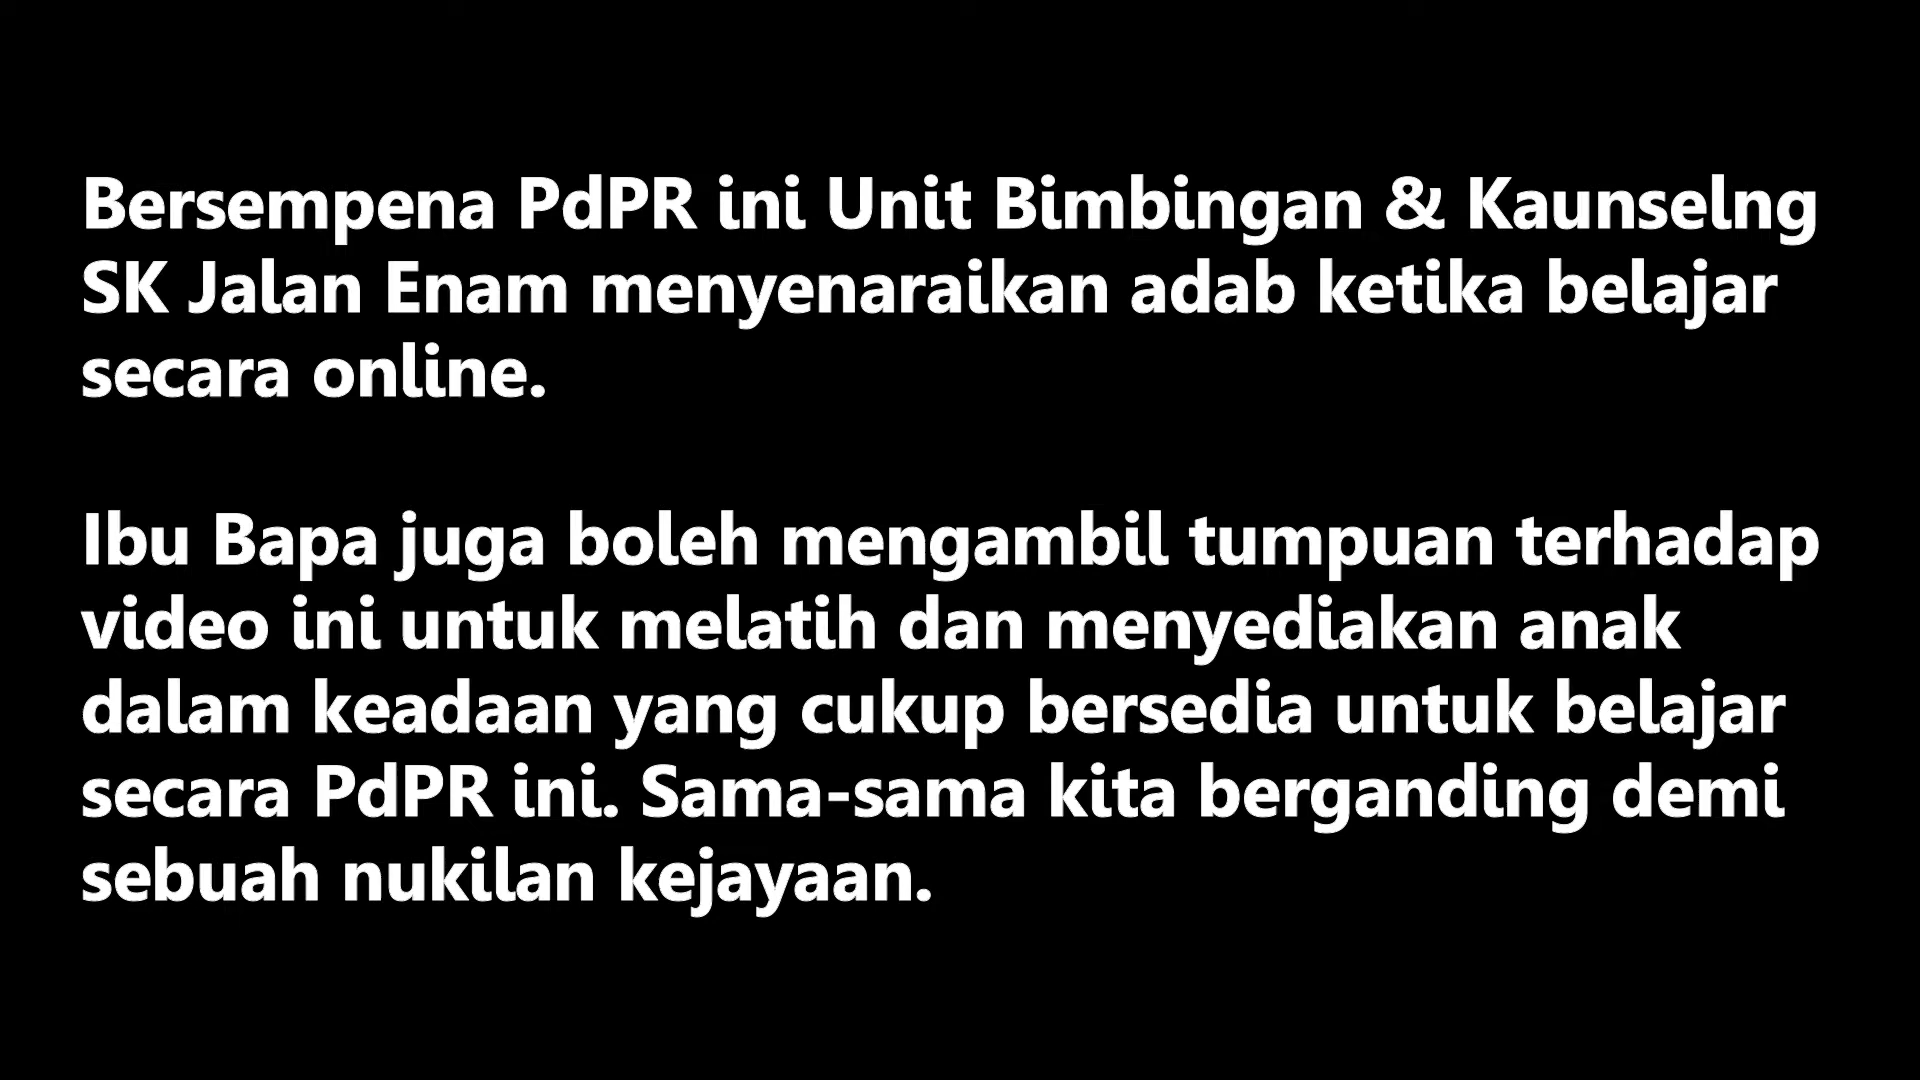 Bersempena PdPR ini Unit Bimbingan & Kaunselng
SK Jalan Enam menyenaraikan adab ketika belajar
secara online.
Ibu Bapa juga boleh mengambil tumpuan terhadap
video ini untuk melatih dan menyediakan anak
dalam keadaan yang cukup bersedia untuk belajar
secara PdPR ini. Sama-sama kita berganding demi
sebuah nukilan kejayaan.